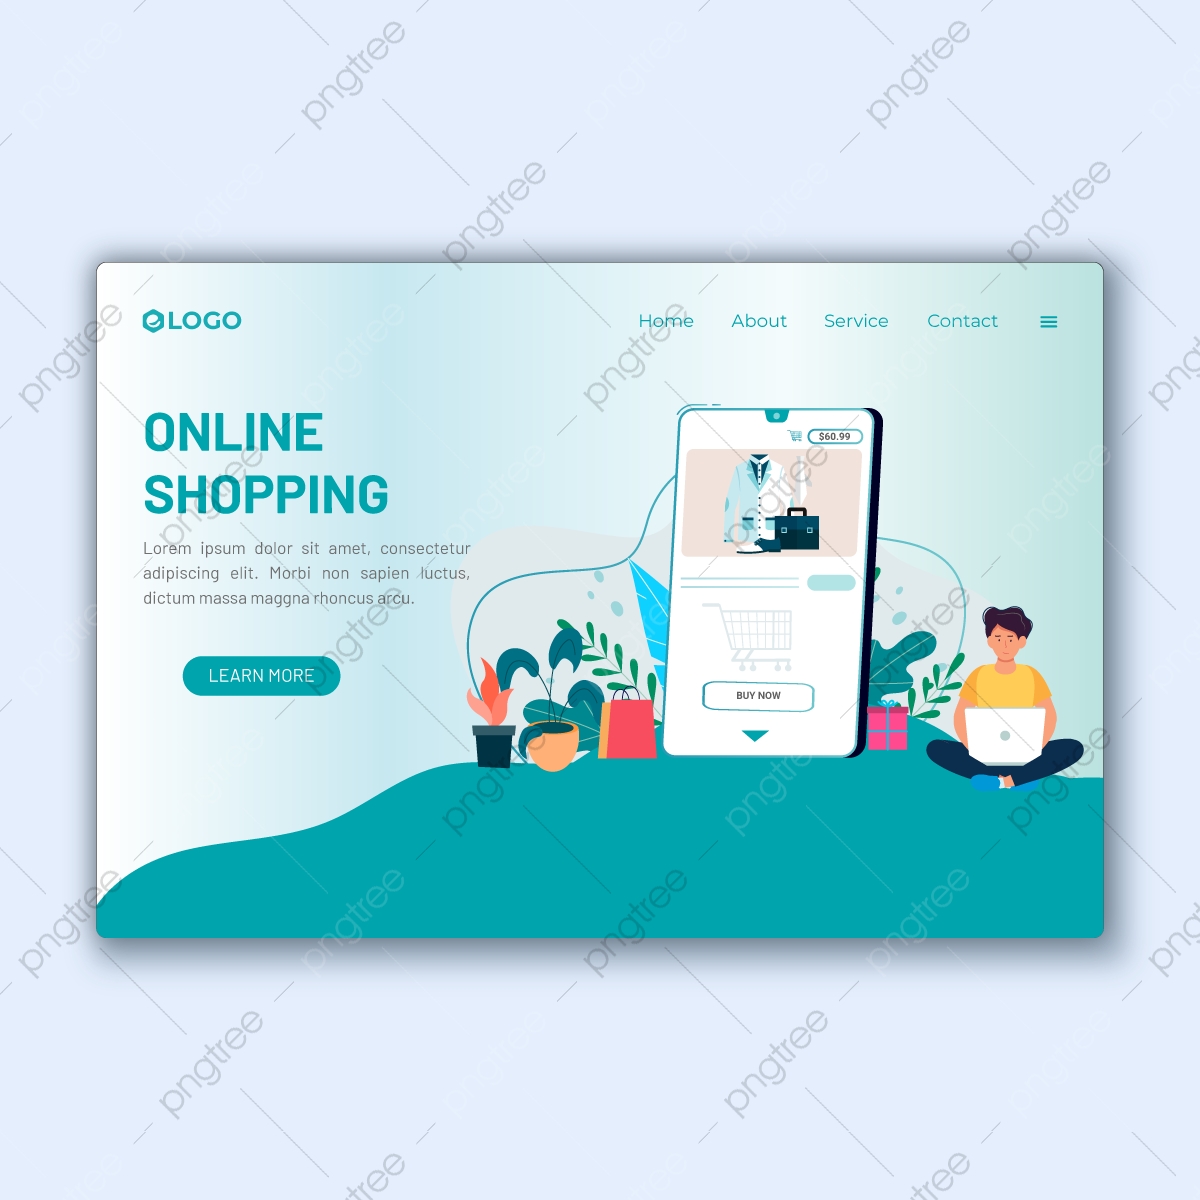 LOGO
Home About Service Contact
ONLINE
SHOPPING
Lorem ipsum dolor sit amet, consectetur
adipiscing elit. Morbi non sapien luctus,
dictum massa maggna rhoncus arcu.
LEARN MORE
$60.99
BUY NOW
pngtree